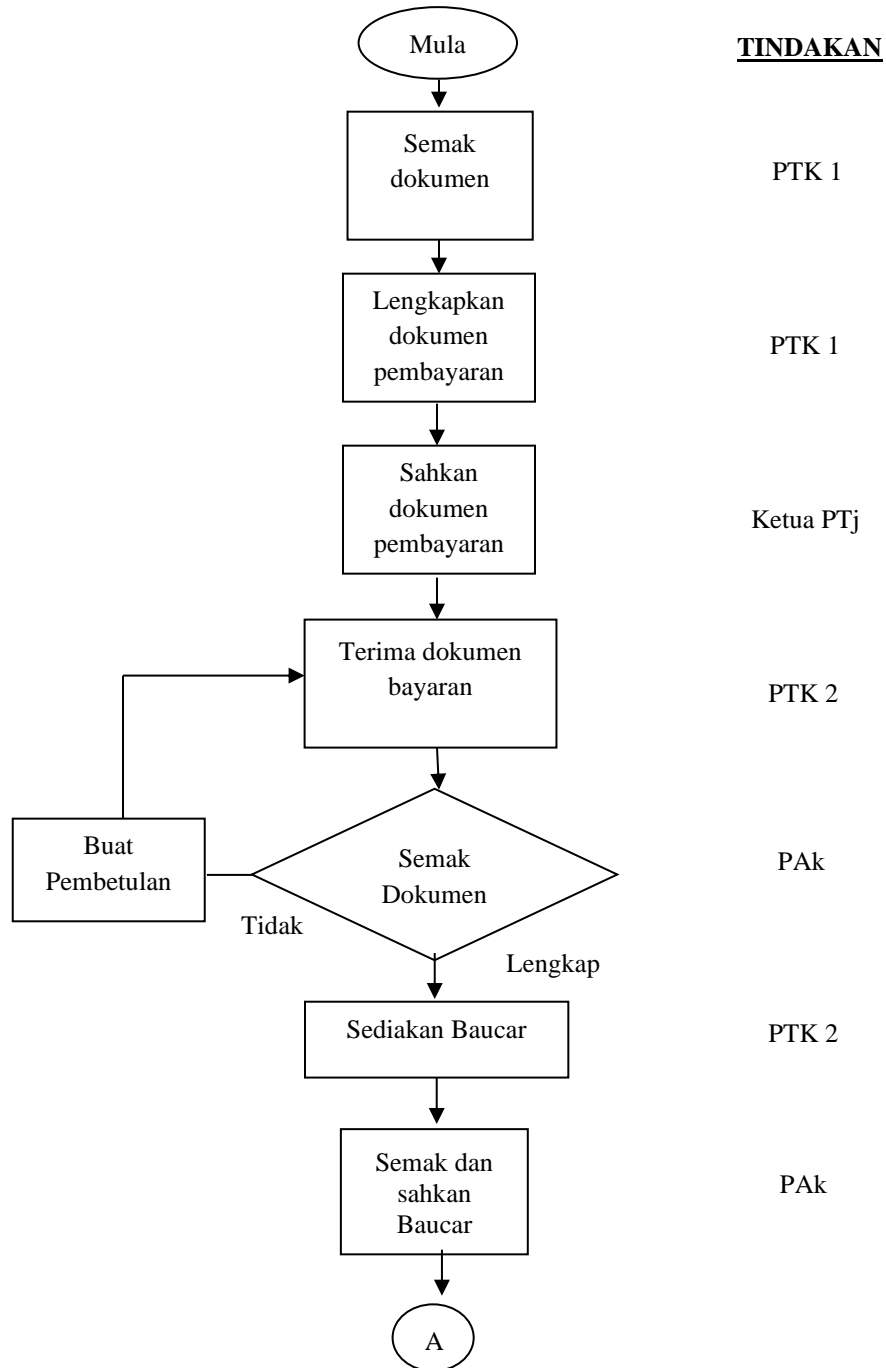 Mula
TINDAKAN
Semak
dokumen
PTK 1
Lengkapkan
dokumen
pembayaran
PTK 1
Sahkan
dokumen
pembayaran
Ketua PTj
Terima dokumen
bayaran
PTK 2
Buat
Pembetulan
Semak
Dokumen
PAk
Tidak
Lengkap
Sediakan Baucar
PTK 2
Semak dan
sahkan
Baucar
PAk
A